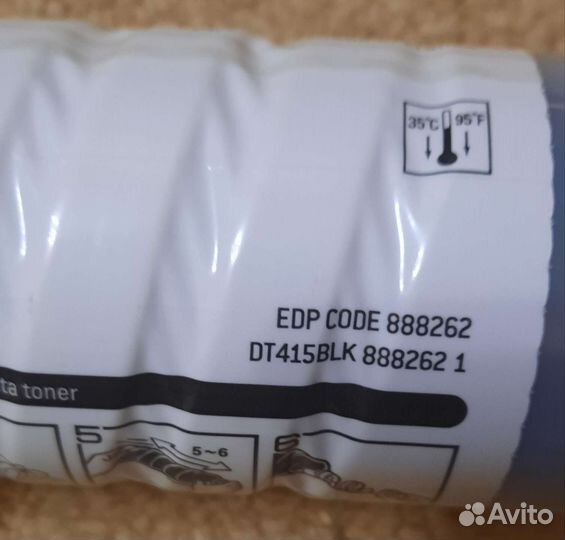 35°C 95°F
EDP CODE 888262
DT415BLK 888262 1
ta toner
5 5~6 6
Avito